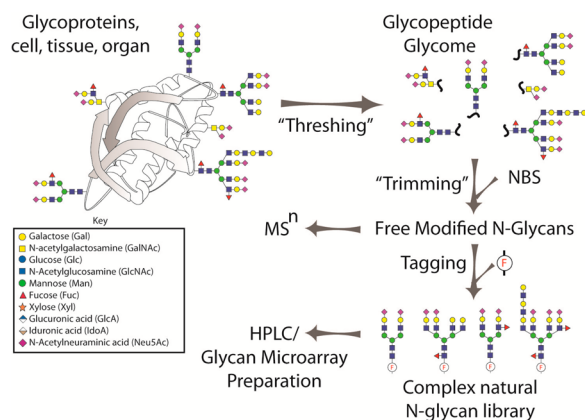 Glycoproteins,
cell, tissue, organ
Glycopeptide
Glycome
"Threshing"
"Trimming"
NBS
MSⁿ
Free Modified N-Glycans
Tagging
F
HPLC/
Glycan Microarray
Preparation
F F F F
Complex natural
N-glycan library
Key
Galactose (Gal)
N-acetylgalactosamine (GalNAc)
Glucose (Glc)
N-Acetylglucosamine (GlcNAc)
Mannose (Man)
Fucose (Fuc)
Xylose (Xyl)
Glucuronic acid (GlcA)
Iduronic acid (IdoA)
N-Acetylneuraminic acid (Neu5Ac)